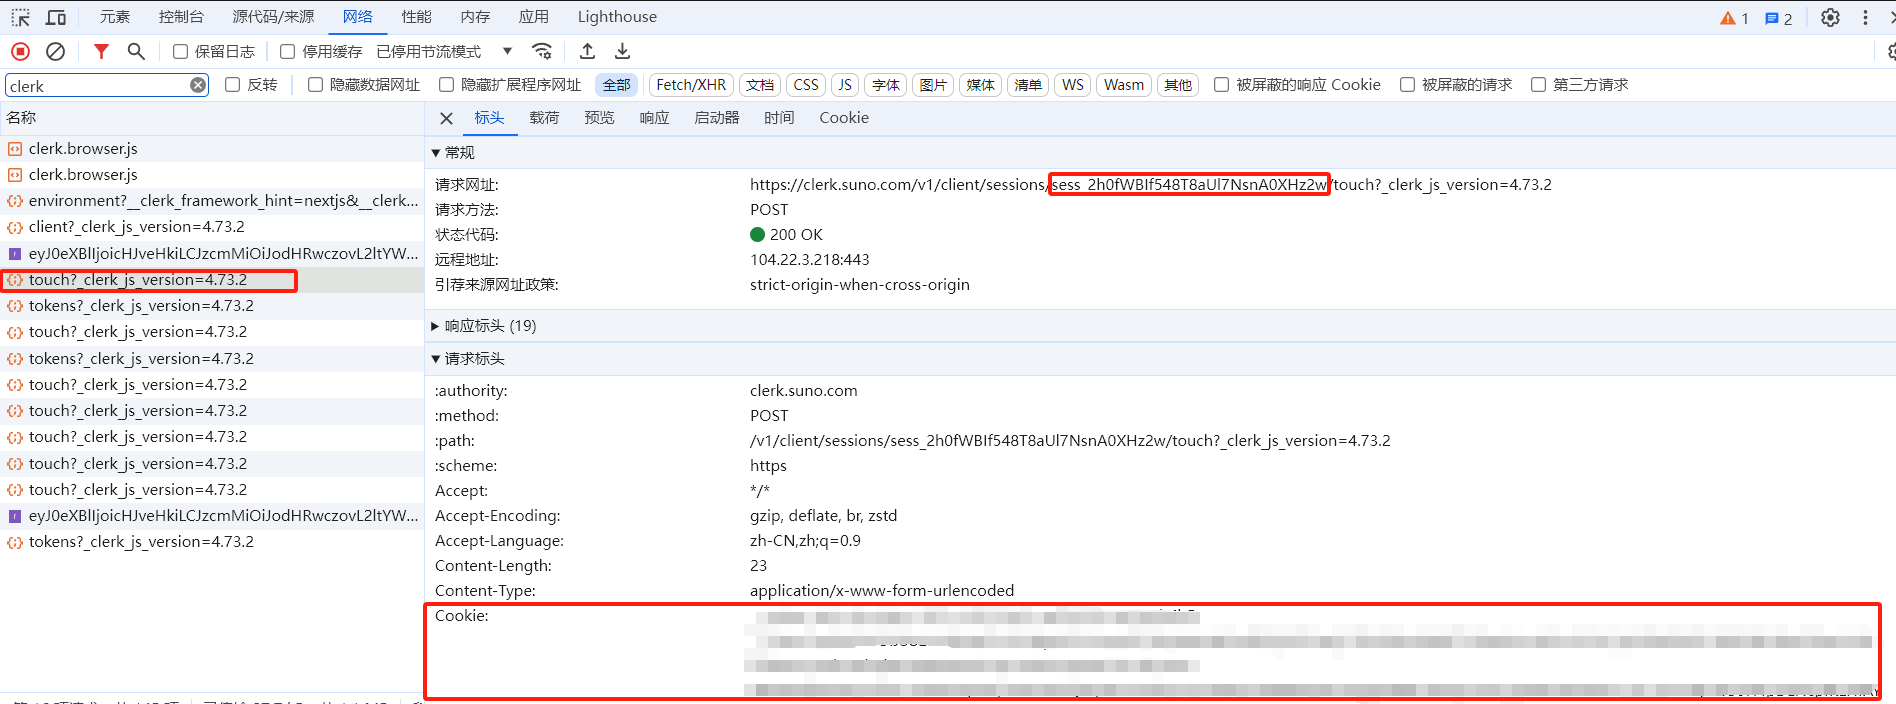 元素 控制台 源代码/来源 网络 性能 内存 应用 Lighthouse 1 2
保留日志 停用缓存 已停用节流模式
clerk 反转 隐藏数据网址 隐藏扩展程序网址 全部 Fetch/XHR 文档 CSS JS 字体 图片 媒体 清单 WS Wasm 其他 被屏蔽的响应 Cookie 被屏蔽的请求 第三方请求
名称
clerk.browser.js
clerk.browser.js
environment?__clerk_framework_hint=nextjs&__clerk...
client?_clerk_js_version=4.73.2
eyJ0eXBlIjoicHJveHkiLCJzcmMiOiJodHRwczovL2ltYW...
touch?_clerk_js_version=4.73.2
tokens?_clerk_js_version=4.73.2
touch?_clerk_js_version=4.73.2
tokens?_clerk_js_version=4.73.2
touch?_clerk_js_version=4.73.2
touch?_clerk_js_version=4.73.2
touch?_clerk_js_version=4.73.2
touch?_clerk_js_version=4.73.2
touch?_clerk_js_version=4.73.2
eyJ0eXBlIjoicHJveHkiLCJzcmMiOiJodHRwczovL2ltYW...
tokens?_clerk_js_version=4.73.2
标头 载荷 预览 响应 启动器 时间 Cookie
常规
请求网址: https://clerk.suno.com/v1/client/sessions/sess_2h0fWBIf548T8aUl7NsnA0XHz2w/touch?_clerk_js_version=4.73.2
请求方法: POST
状态代码: 200 OK
远程地址: 104.22.3.218:443
引荐来源网址政策: strict-origin-when-cross-origin
响应标头 (19)
请求标头
:authority: clerk.suno.com
:method: POST
:path: /v1/client/sessions/sess_2h0fWBIf548T8aUl7NsnA0XHz2w/touch?_clerk_js_version=4.73.2
:scheme: https
Accept: */*
Accept-Encoding: gzip, deflate, br, zstd
Accept-Language: zh-CN,zh;q=0.9
Content-Length: 23
Content-Type: application/x-www-form-urlencoded
Cookie: